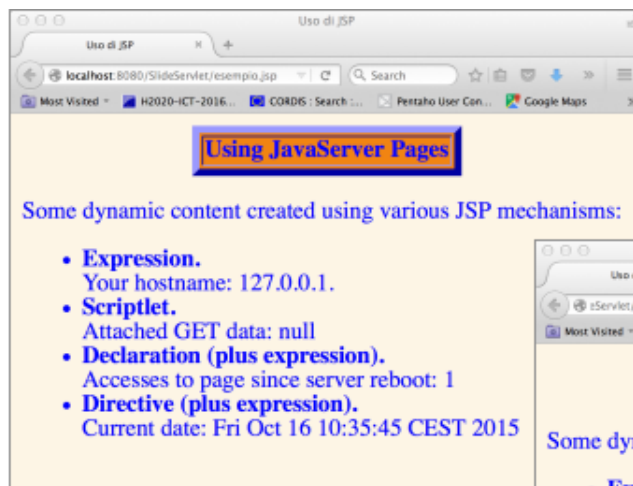 Uso di JSP
Uso di JSP × +
localhost:8080/SlideServlet/esempio.jsp Search »
Most Visited H2020-ICT-2016... CORDIS : Search :... Pentaho User Con... Google Maps »
Using JavaServer Pages
Some dynamic content created using various JSP mechanisms:
• Expression.
Your hostname: 127.0.0.1.
• Scriptlet.
Attached GET data: null
• Declaration (plus expression).
Accesses to page since server reboot: 1
• Directive (plus expression).
Current date: Fri Oct 16 10:35:45 CEST 2015
Uso
Most Visited
Some